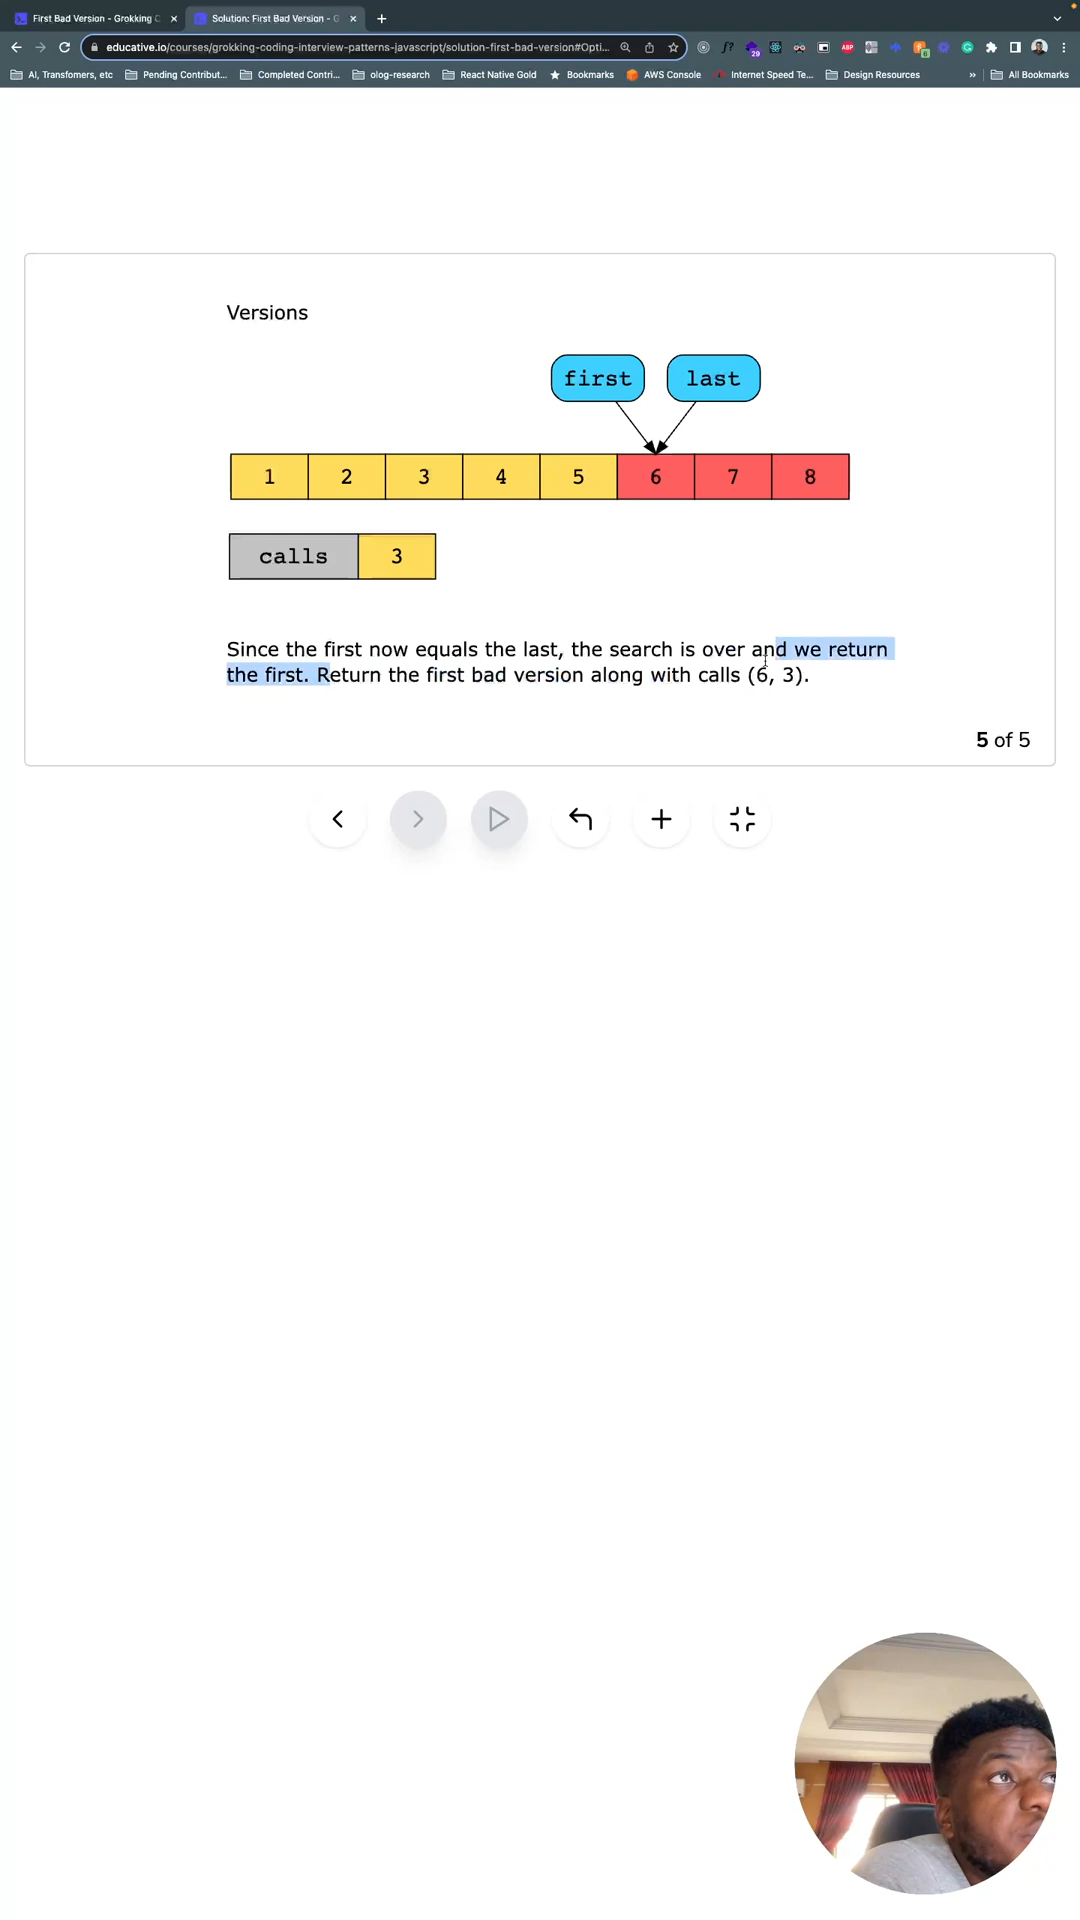 First Bad Version - Grokking C
Solution: First Bad Version - G
educative.io/courses/grokking-coding-interview-patterns-javascript/solution-first-bad-version#Opti...
f?
29
ABP
6
AI, Transfomers, etc
Pending Contribut...
Completed Contri...
olog-research
React Native Gold
Bookmarks
AWS Console
Internet Speed Te...
Design Resources
»
All Bookmarks
Versions
first last
1 2 3 4 5 6 7 8
calls 3
Since the first now equals the last, the search is over and we return
the first. Return the first bad version along with calls (6, 3).
5 of 5